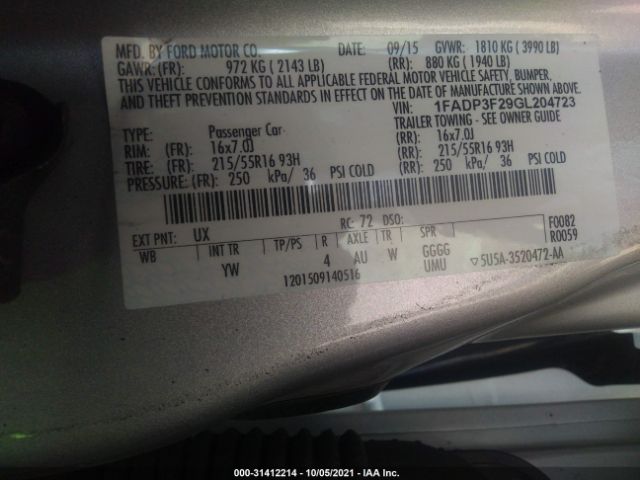 MFD. BY FORD MOTOR CO. DATE: 09/15 GVWR: 1810 KG ( 3990 LB)
GAWR: (FR): 972 KG ( 2143 LB) (RR): 880 KG ( 1940 LB)
THIS VEHICLE CONFORMS TO ALL APPLICABLE FEDERAL MOTOR VEHICLE SAFETY, BUMPER,
AND THEFT PREVENTION STANDARDS IN EFFECT ON THE DATE OF MANUFACTURE SHOWN ABOVE.
VIN: 1FADP3F29GL204723
TYPE: Passenger Car TRAILER TOWING - SEE OWNER GUIDE
RIM: (FR): 16x7.0J (RR): 16x7.0J
TIRE: (FR): 215/55R16 93H (RR): 215/55R16 93H
PRESSURE: (FR): 250 kPa/ 36 PSI COLD (RR): 250 kPa/ 36 PSI COLD
EXT PNT: UX RC: 72 DSO: F0082
WB INT TR TP/PS R AXLE TR SPR R0059
YW 4 AU W GGGG
UMU ▽ 5U5A-3520472-AA
1201509140516
000-31412214 - 10/05/2021 - IAA Inc.